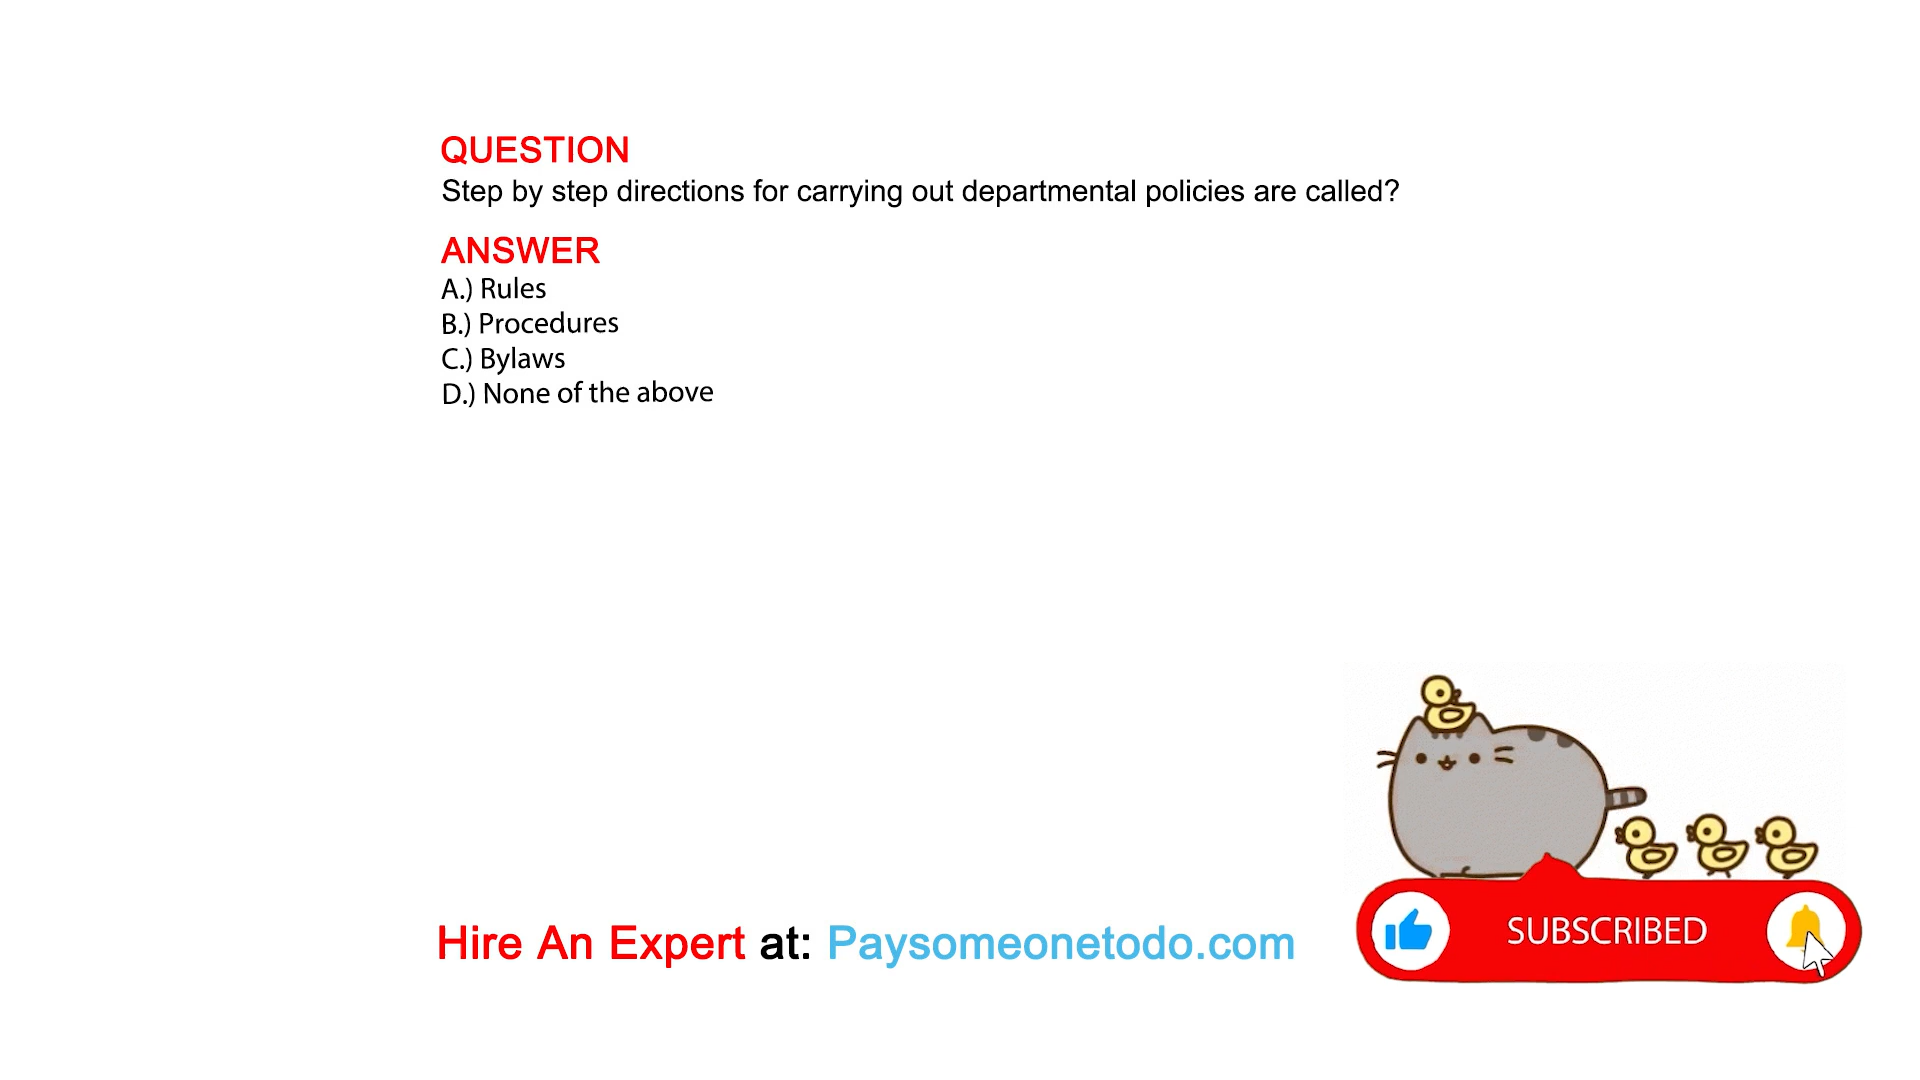 QUESTION
Step by step directions for carrying out departmental policies are called?
ANSWER
A.) Rules
B.) Procedures
C.) Bylaws
D.) None of the above
Hire An Expert at: Paysomeonetodo.com
SUBSCRIBED